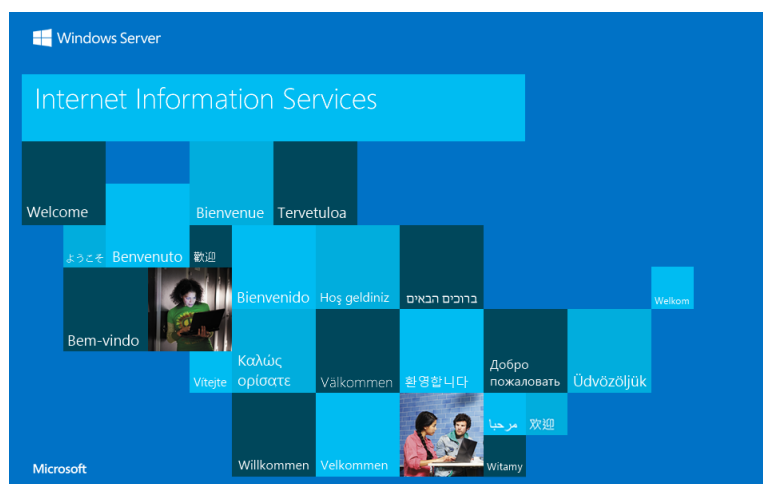 Windows Server
Internet Information Services
Welcome
Bienvenue
Tervetuloa
ようこそ
Benvenuto
歡迎
Bienvenido
Hoş geldiniz
ברוכים הבאים
Welkom
Bem-vindo
Vítejte
Καλώς
ορίσατε
Välkommen
환영합니다
Добро
пожаловать
Üdvözöljük
مرحبا
欢迎
Willkommen
Velkommen
Witamy
Microsoft